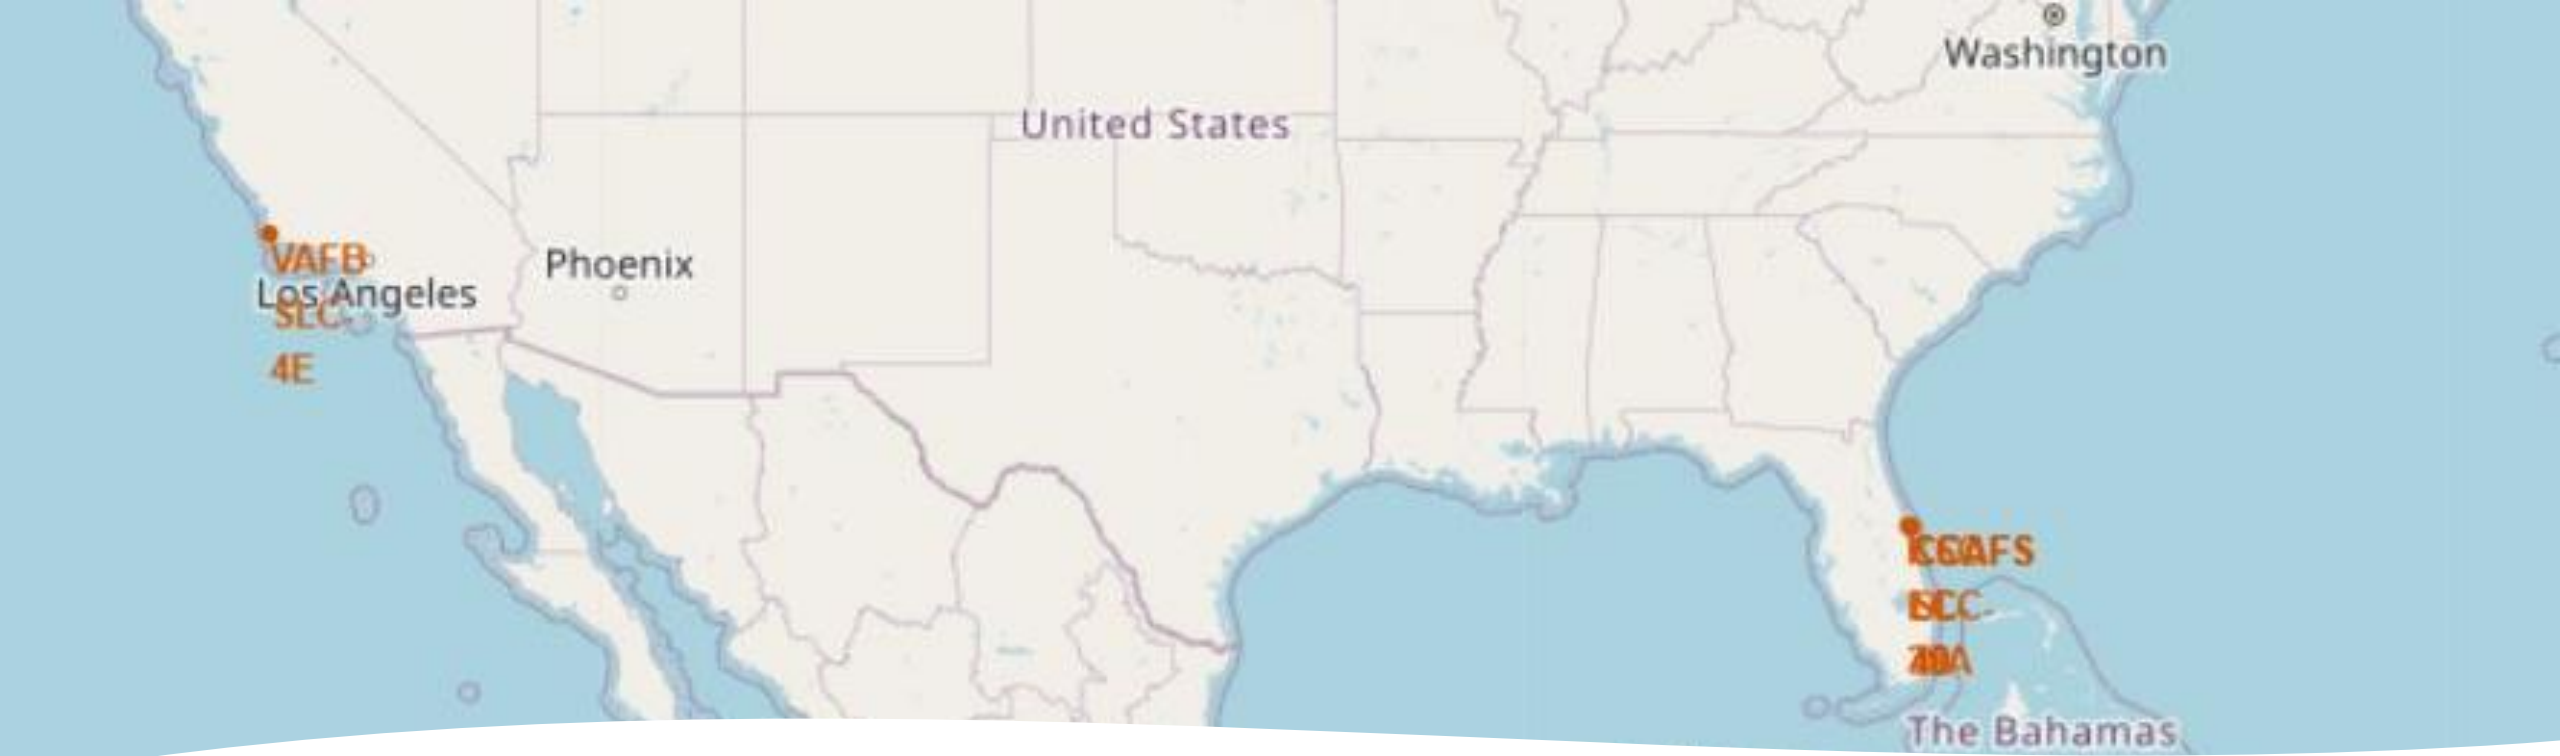 Washington
United States
VAFB
Phoenix
Los Angeles
SLC-
4E
The Bahamas